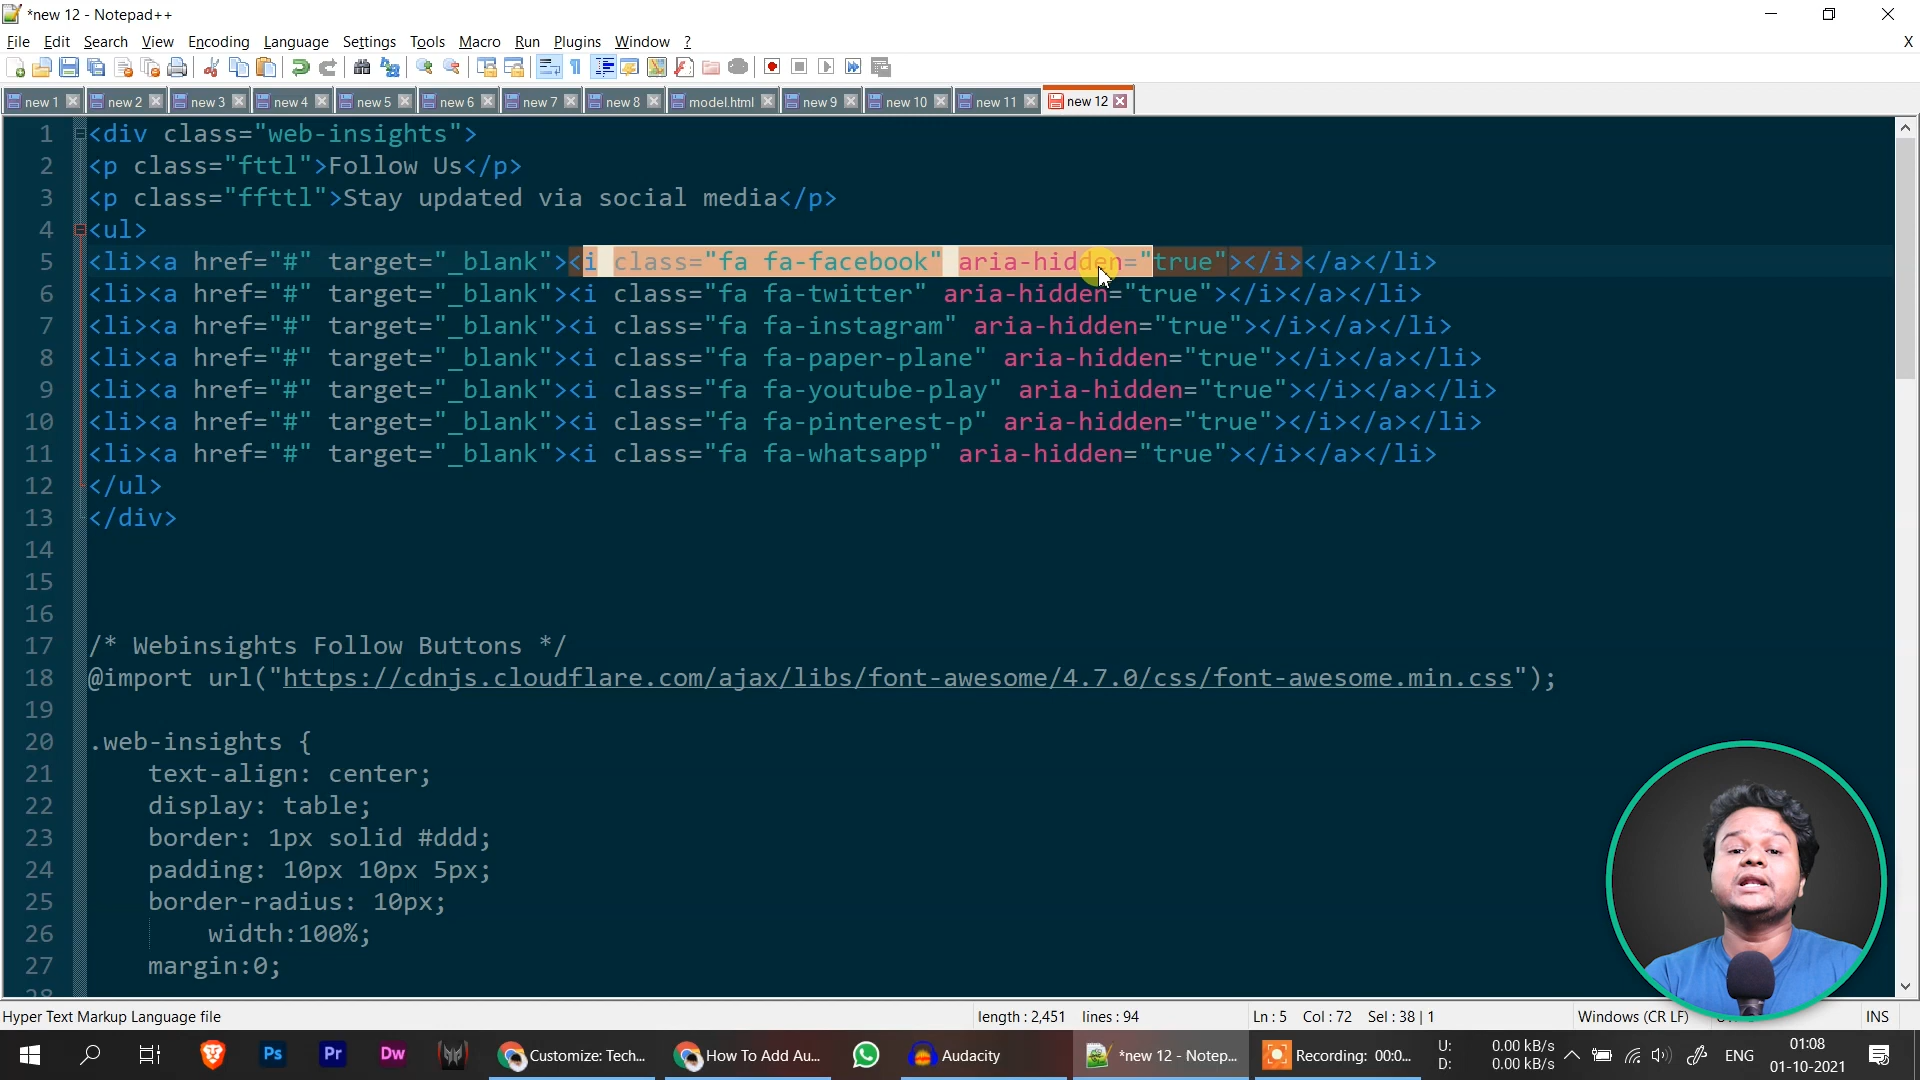 *new 12 - Notepad++
File Edit Search View Encoding Language Settings Tools Macro Run Plugins Window ? X
new 1 new 2 new 3 new 4 new 5 new 6 new 7 new 8 model.html new 9 new 10 new 11 new 12
1 <div class="web-insights">
2 <p class="fttl">Follow Us</p>
3 <p class="ffttl">Stay updated via social media</p>
4 <ul>
5 <li><a href="#" target="_blank"><i class="fa fa-facebook" aria-hidden="true"></i></a></li>
6 <li><a href="#" target="_blank"><i class="fa fa-twitter" aria-hidden="true"></i></a></li>
7 <li><a href="#" target="_blank"><i class="fa fa-instagram" aria-hidden="true"></i></a></li>
8 <li><a href="#" target="_blank"><i class="fa fa-paper-plane" aria-hidden="true"></i></a></li>
9 <li><a href="#" target="_blank"><i class="fa fa-youtube-play" aria-hidden="true"></i></a></li>
10 <li><a href="#" target="_blank"><i class="fa fa-pinterest-p" aria-hidden="true"></i></a></li>
11 <li><a href="#" target="_blank"><i class="fa fa-whatsapp" aria-hidden="true"></i></a></li>
12 </ul>
13 </div>
14
15
16
17 /* Webinsights Follow Buttons */
18 @import url("https://cdnjs.cloudflare.com/ajax/libs/font-awesome/4.7.0/css/font-awesome.min.css");
19
20 .web-insights {
21 text-align: center;
22 display: table;
23 border: 1px solid #ddd;
24 padding: 10px 10px 5px;
25 border-radius: 10px;
26 width:100%;
27 margin:0;
28
Hyper Text Markup Language file length : 2,451 lines : 94 Ln : 5 Col : 72 Sel : 38 | 1 Windows (CR LF) INS
Ps Pr Dw Customize: Tech... How To Add Au... Audacity *new 12 - Notep... Recording: 00:0... U: 0.00 kB/s ENG 01:08
D: 0.00 kB/s 01-10-2021